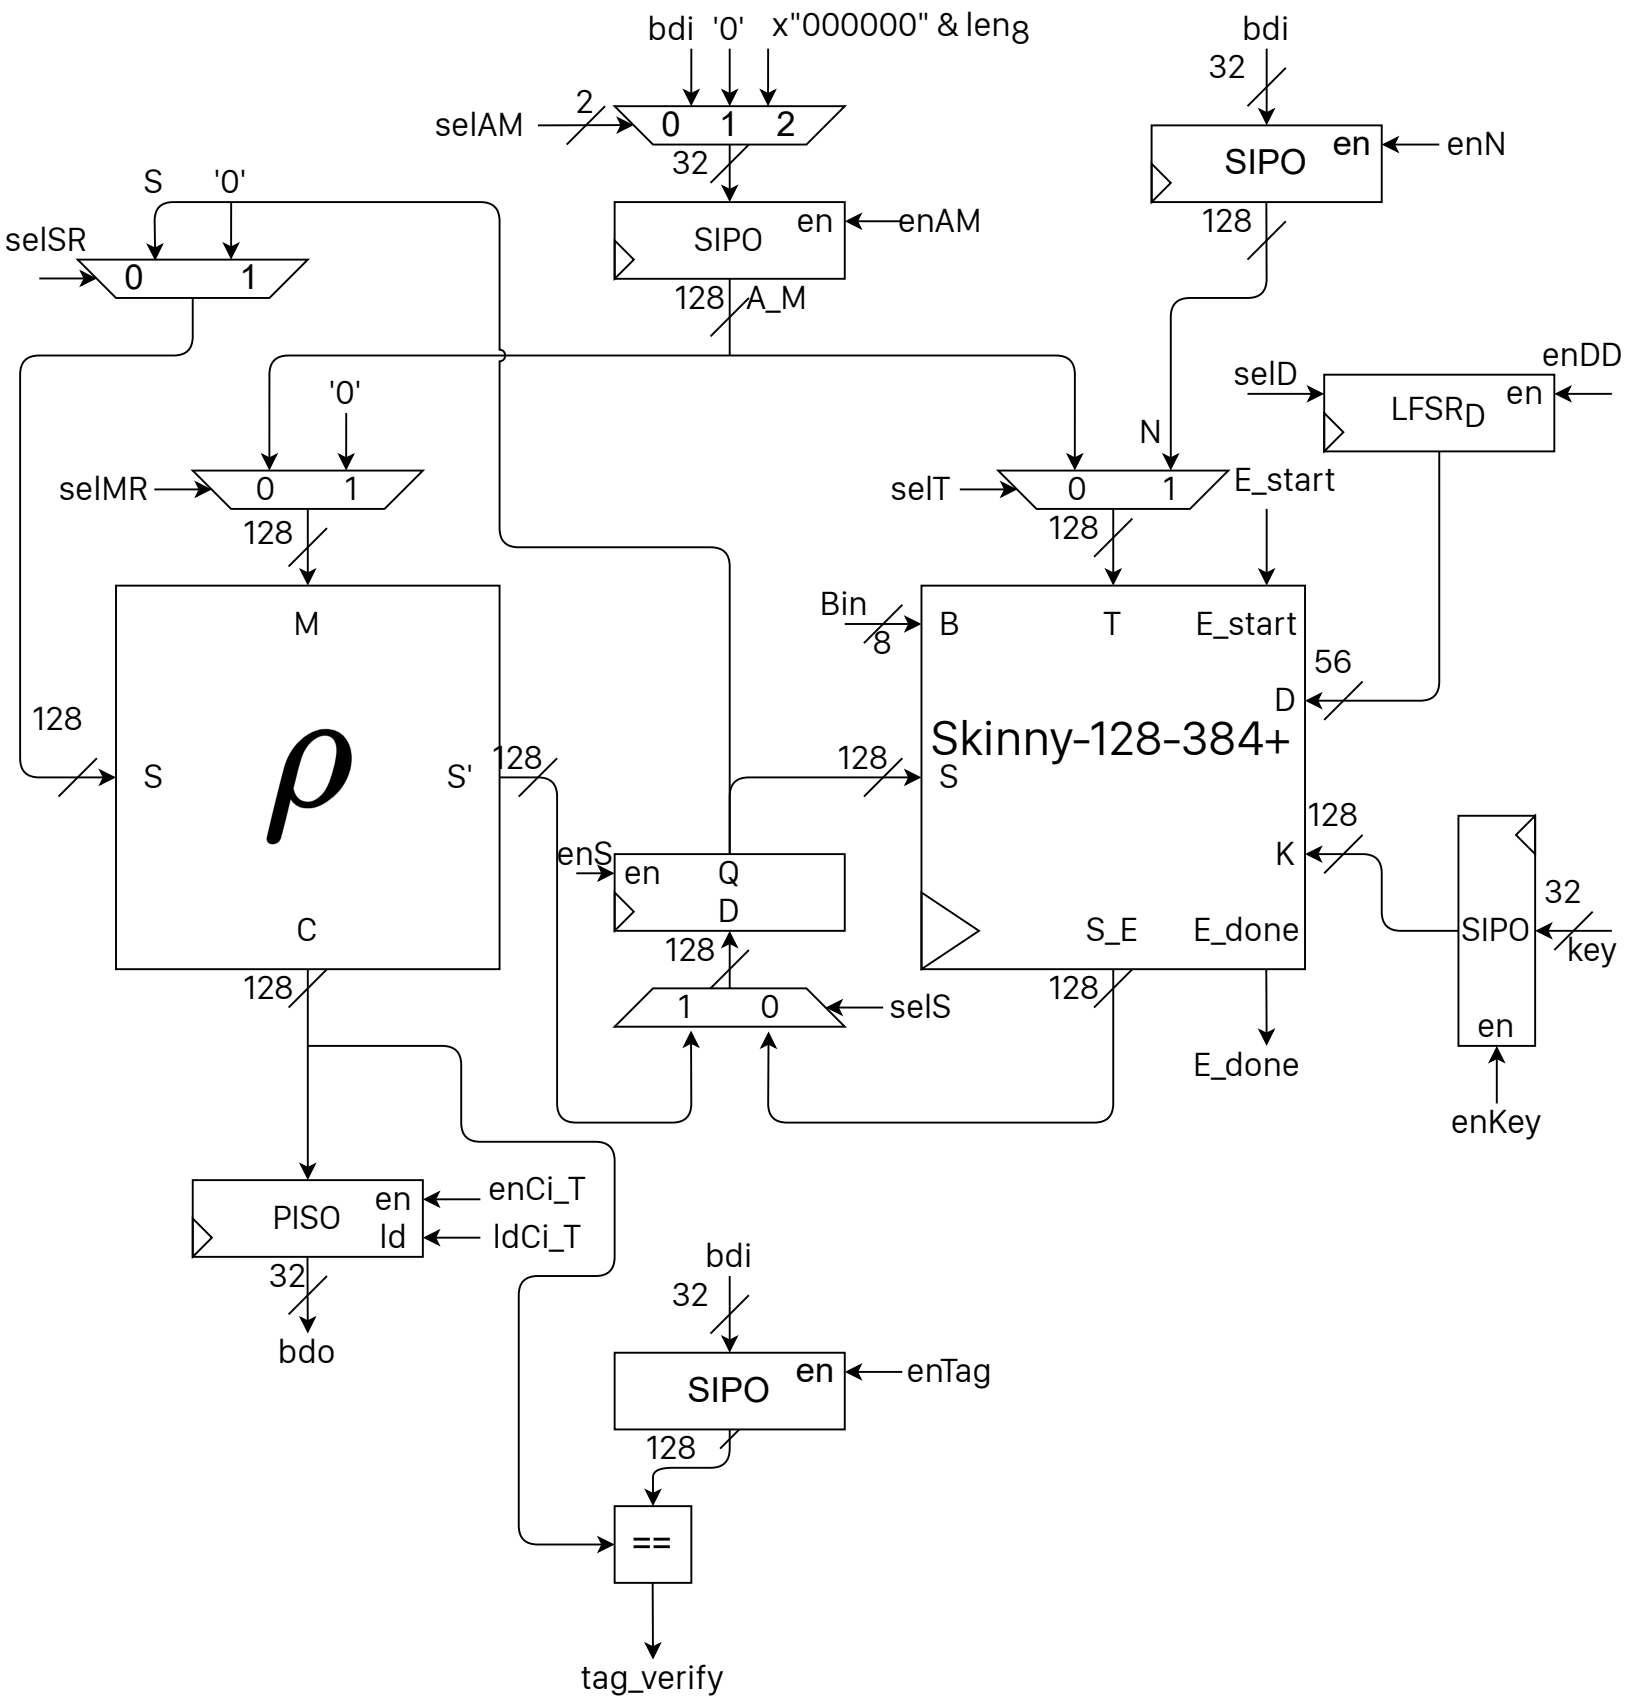 bdi '0' x"000000" & len8
bdi
32
selAM 2
0 1 2
32
SIPO en
enN
S '0'
selSR
0 1
SIPO en
enAM
128 A_M
128
selD
enDD
LFSRD en
'0'
N
selMR
0 1
128
selT
0 1
E_start
128
M
Bin
8
B T E_start
56
D
128
ρ
Skinny-128-384+
S S'
128
128
S
128
K
enS
en Q
D
128
32
SIPO
key
en
enKey
C
128
S_E E_done
128
1 0
selS
E_done
PISO en
ld
enCi_T
ldCi_T
32
bdo
bdi
32
SIPO en
enTag
128
==
tag_verify